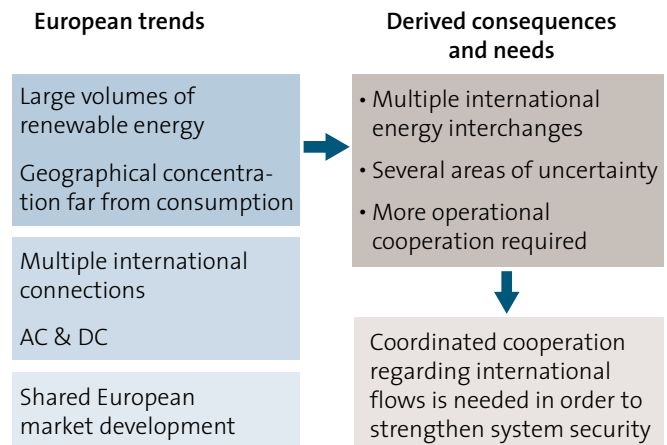 European trends
Large volumes of
renewable energy
Geographical concentra-
tion far from consumption
Multiple international
connections
AC & DC
Shared European
market development
Derived consequences
and needs
• Multiple international
energy interchanges
• Several areas of uncertainty
• More operational
cooperation required
Coordinated cooperation
regarding international
flows is needed in order to
strengthen system security